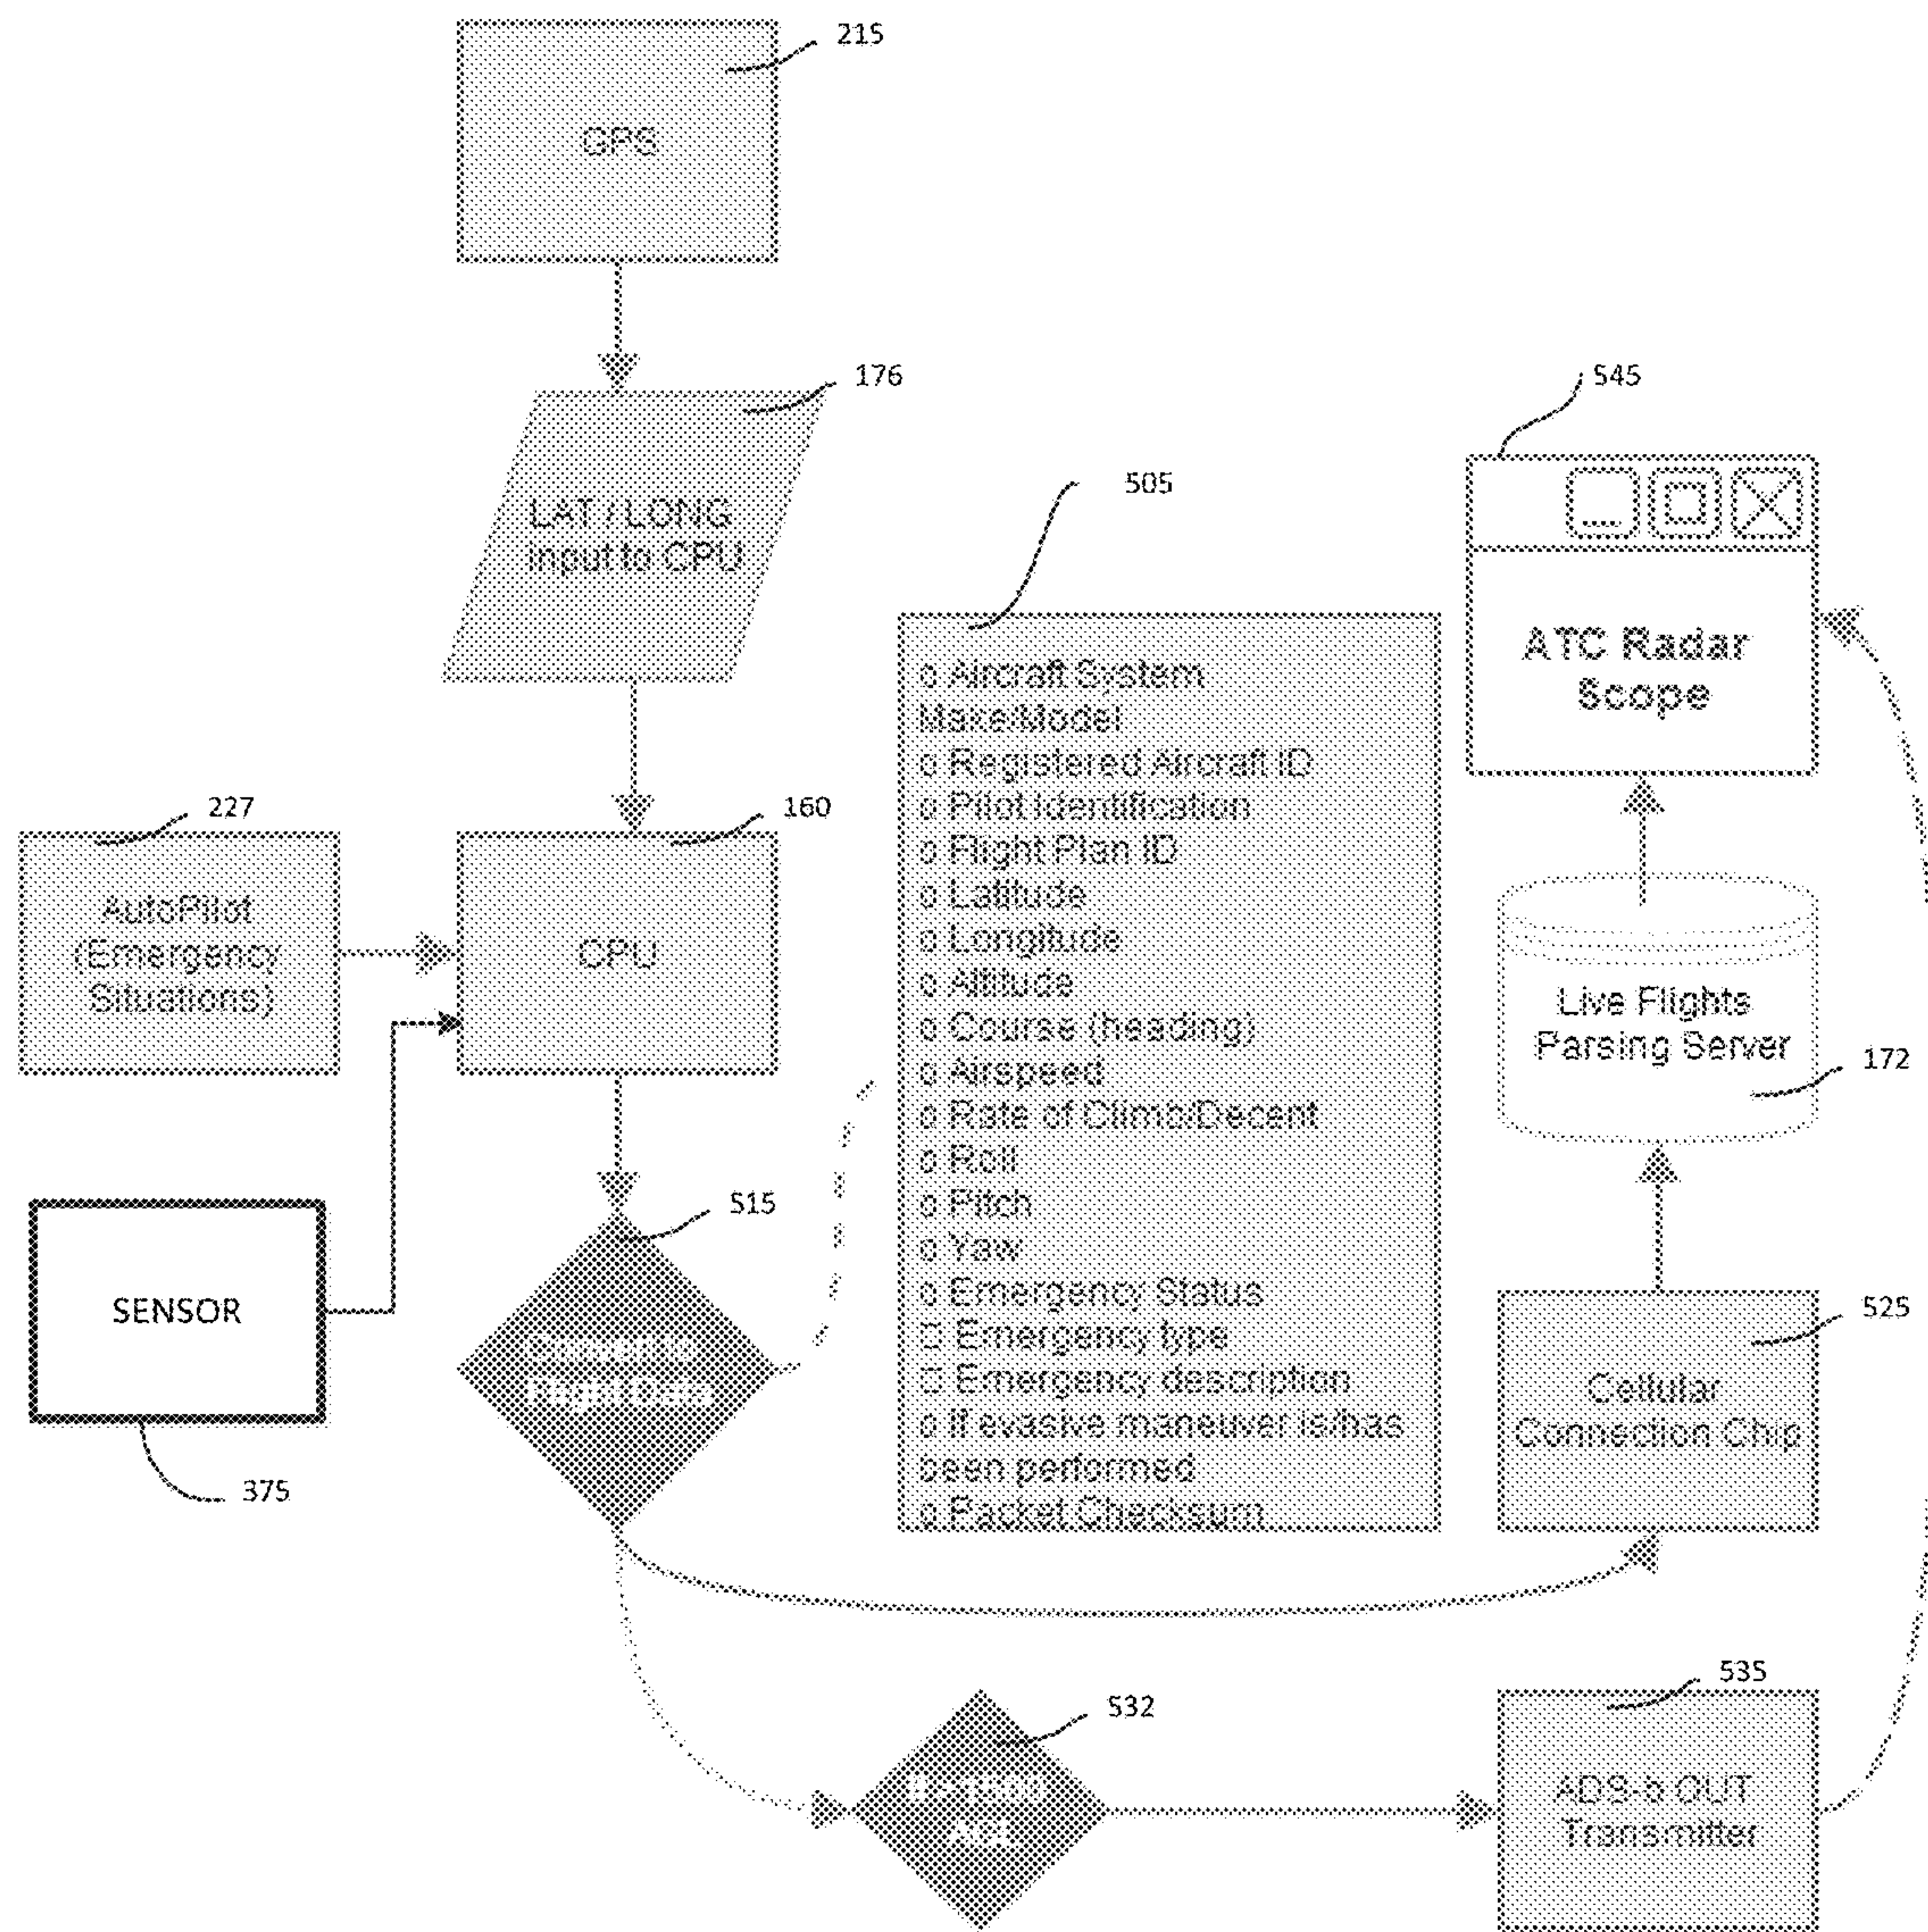 215
GPS
176
LAT / LONG
Input to CPU
545
505
ATC Radar
Scope
o Aircraft System
Make/Model
o Registered Aircraft ID
o Pilot Identification
o Flight Plan ID
o Latitude
o Longitude
o Altitude
o Course (heading)
o Airspeed
o Rate of Climb/Decent
o Roll
o Pitch
o Yaw
o Emergency Status
□ Emergency type
□ Emergency description
o If evasive maneuver is/has
been performed
o Packet Checksum
227
AutoPilot
(Emergency
Situations)
160
CPU
Live Flights
Parsing Server
172
515
Convert to
Flight Data
SENSOR
375
525
Cellular
Connection Chip
532
535
ADS-b OUT
Transmitter